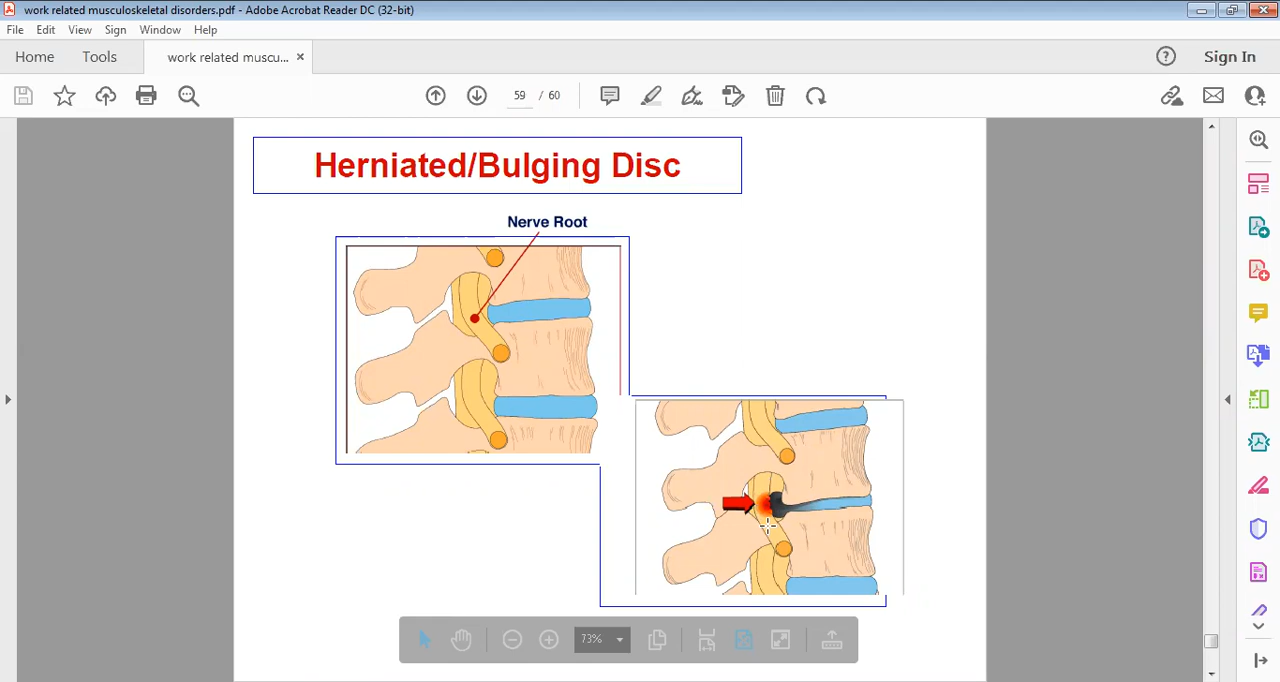 work related musculoskeletal disorders.pdf - Adobe Acrobat Reader DC (32-bit)
File Edit View Sign Window Help
Home Tools work related muscu... × ? Sign In
59 / 60
Herniated/Bulging Disc
Nerve Root
73%